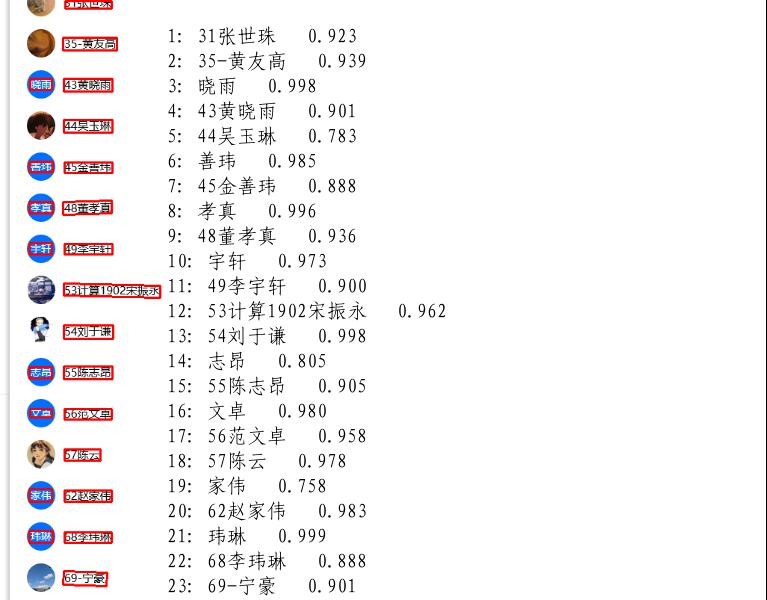 31张世珠
35-黄友高
晓雨 43黄晓雨
44吴玉琳
善玮 45金善玮
孝真 48董孝真
宇轩 49李宇轩
53计算1902宋振永
54刘于谦
志昂 55陈志昂
文卓 56范文卓
57陈云
家伟 62赵家伟
玮琳 68李玮琳
69-宁豪
1: 31张世珠 0.923
2: 35-黄友高 0.939
3: 晓雨 0.998
4: 43黄晓雨 0.901
5: 44吴玉琳 0.783
6: 善玮 0.985
7: 45金善玮 0.888
8: 孝真 0.996
9: 48董孝真 0.936
10: 宇轩 0.973
11: 49李宇轩 0.900
12: 53计算1902宋振永 0.962
13: 54刘于谦 0.998
14: 志昂 0.805
15: 55陈志昂 0.905
16: 文卓 0.980
17: 56范文卓 0.958
18: 57陈云 0.978
19: 家伟 0.758
20: 62赵家伟 0.983
21: 玮琳 0.999
22: 68李玮琳 0.888
23: 69-宁豪 0.901